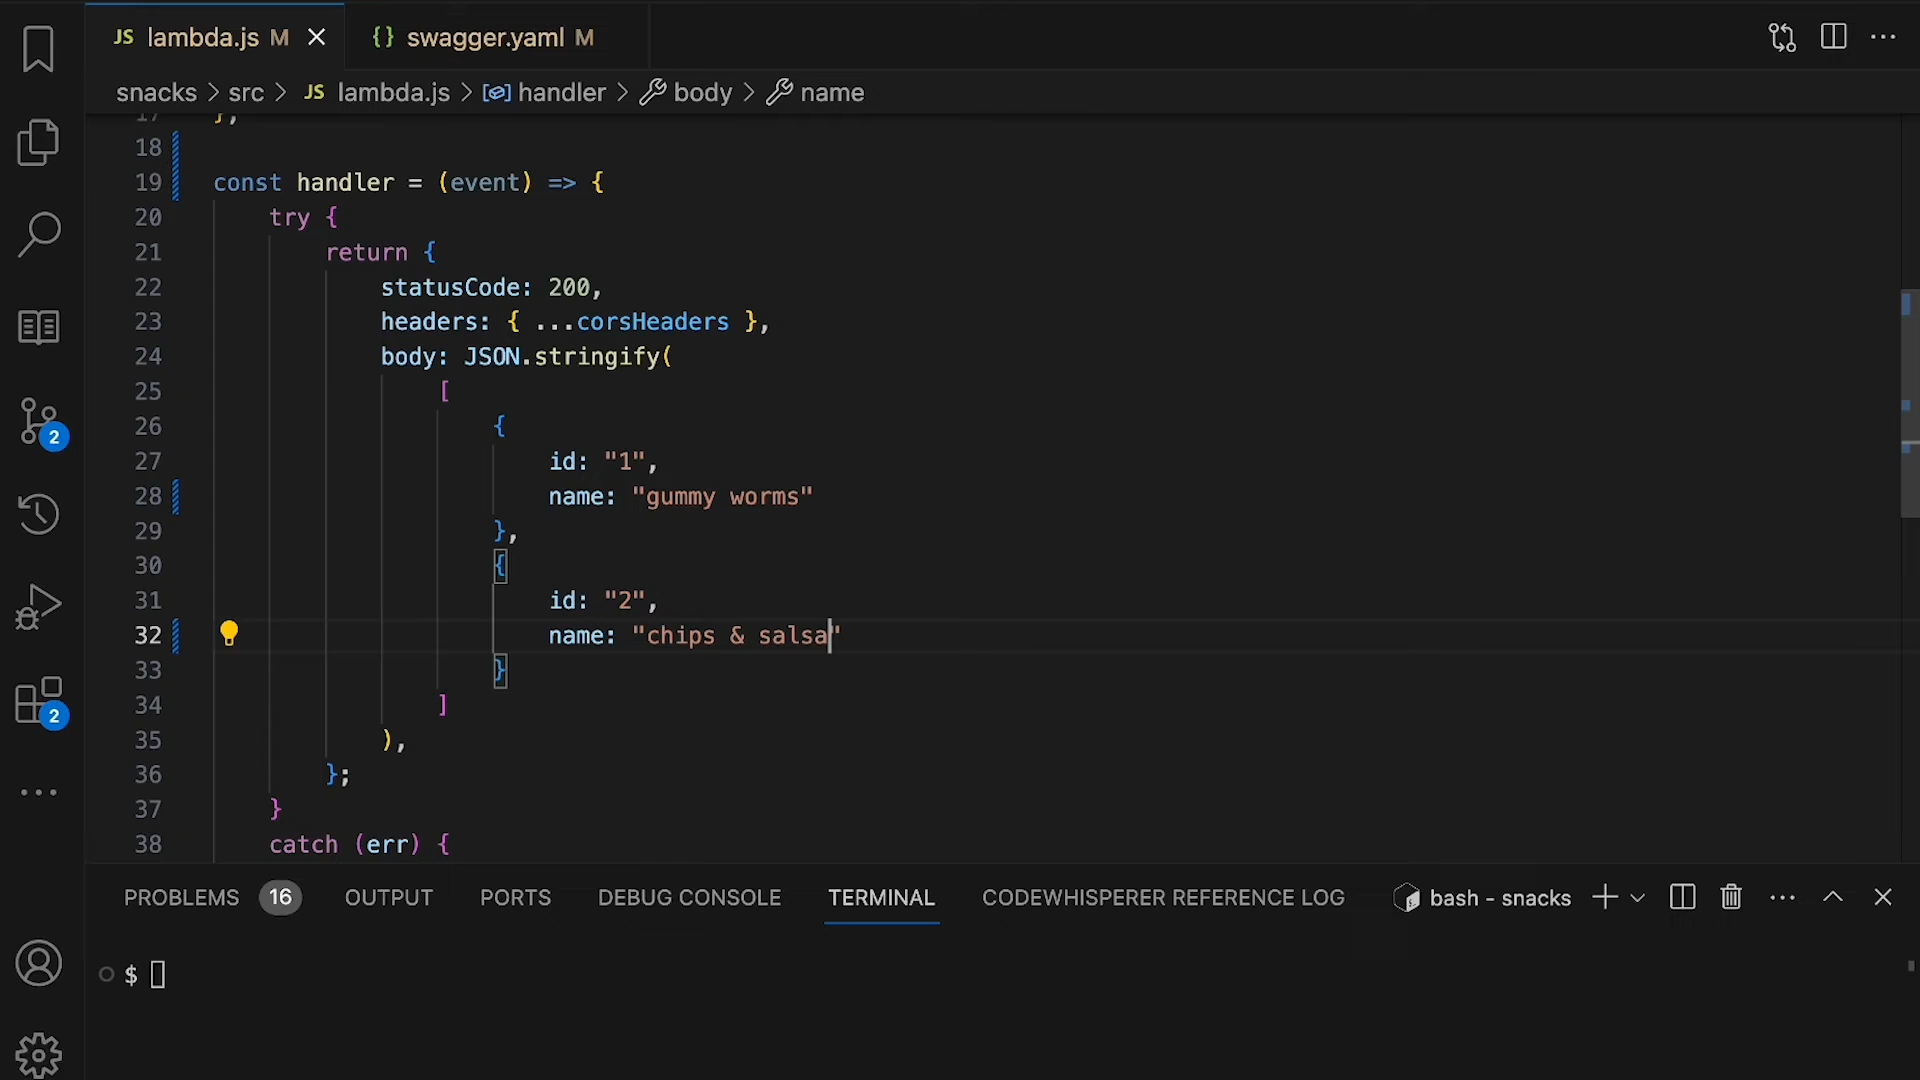 JS lambda.js M
{} swagger.yaml M
snacks > src > JS lambda.js > handler > body > name
17 };
18
19 const handler = (event) => {
20 try {
21 return {
22 statusCode: 200,
23 headers: { ...corsHeaders },
24 body: JSON.stringify(
25 [
26 {
27 id: "1",
28 name: "gummy worms"
29 },
30 {
31 id: "2",
32 name: "chips & salsa"
33 }
34 ]
35 ),
36 };
37 }
38 catch (err) {
2
2
PROBLEMS 16 OUTPUT PORTS DEBUG CONSOLE TERMINAL CODEWHISPERER REFERENCE LOG bash - snacks
$